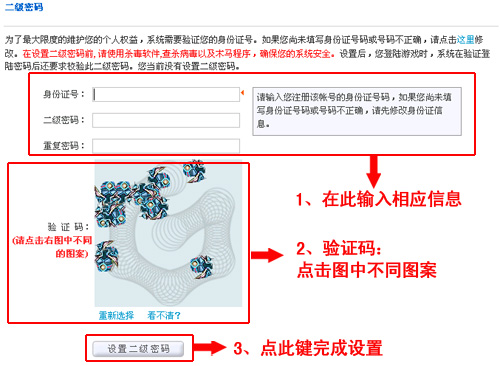 二级密码
为了最大限度的维护您的个人权益，系统需要验证您的身份证号。如果您尚未填写身份证号码或号码不正确，请点击这里修
改。在设置二级密码前,请使用杀毒软件,查杀病毒以及木马程序，确保您的系统安全。设置后，您登陆游戏时，系统在验证登
陆密码后还要求校验此二级密码。您当前没有设置二级密码。
身份证号：
请输入您注册该帐号的身份证号码，如果您尚未填
写身份证号码或号码不正确，请先修改身份证信
息。
二级密码：
重复密码：
1、在此输入相应信息
验 证 码：
(请点击右图中不同
的图案)
2、验证码：
点击图中不同图案
重新选择 看不清?
设置二级密码
3、点此键完成设置